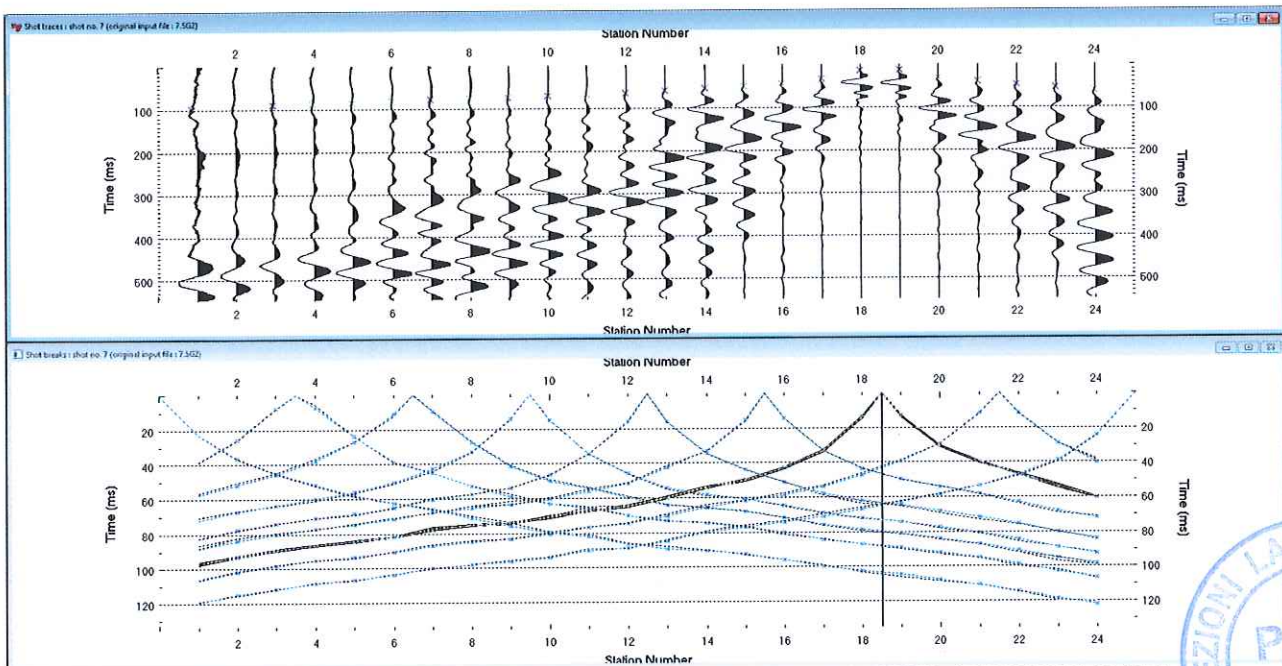 Shot traces : shot no. 7 (original input file : 7.SG2)
Station Number
2 4 6 8 10 12 14 16 18 20 22 24
Time (ms)
100
200
300
400
600
Time (ms)
100
200
300
400
600
2 4 6 8 10 12 14 16 18 20 22 24
Station Number
Shot breaks : shot no. 7 (original input file : 7.SG2)
Station Number
2 4 6 8 10 12 14 16 18 20 22 24
Time (ms)
20
40
60
80
100
120
Time (ms)
20
40
60
80
100
120
2 4 6 8 10 12 14 16 18 20 22 24
Station Number
ZIONI LA
P